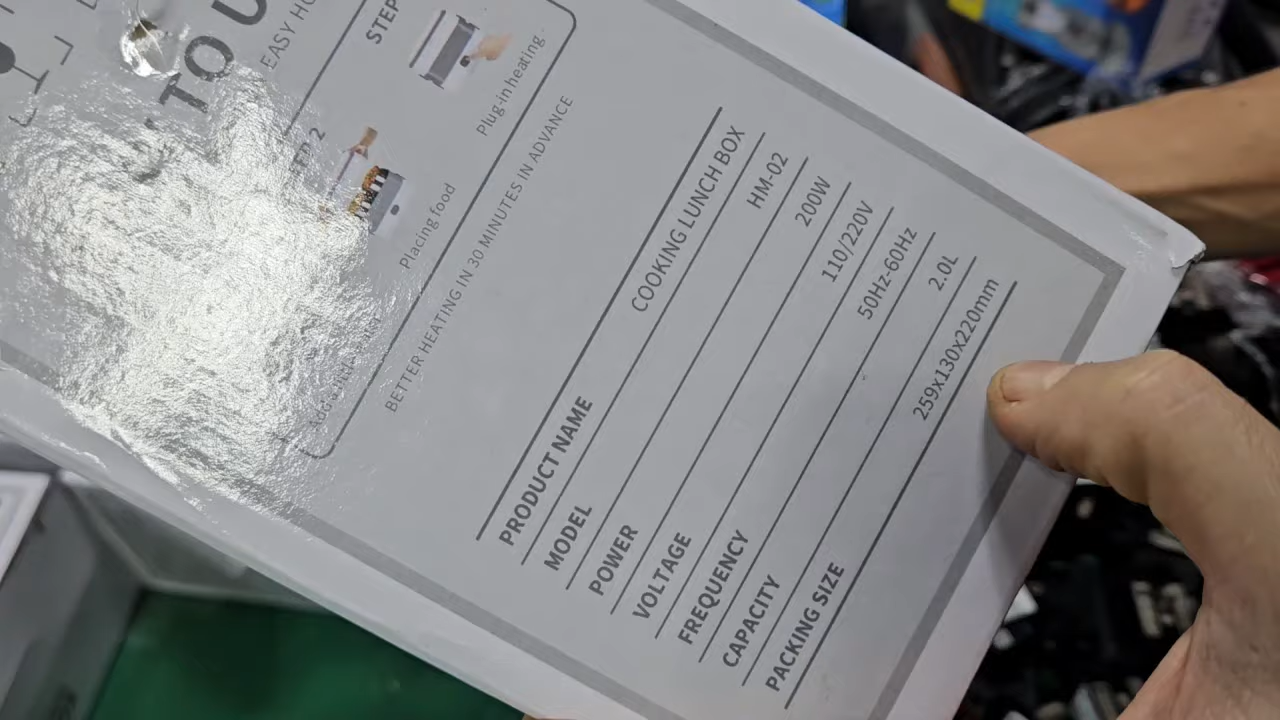 TO U
EASY HO
STEP
Plug-in heating.
2
Placing food
Add a
BETTER HEATING IN 30 MINUTES IN ADVANCE
PRODUCT NAME COOKING LUNCH BOX
MODEL HM-02
POWER 200W
VOLTAGE 110/220V
FREQUENCY 50Hz-60Hz
CAPACITY 2.0L
PACKING SIZE 259x130x220mm